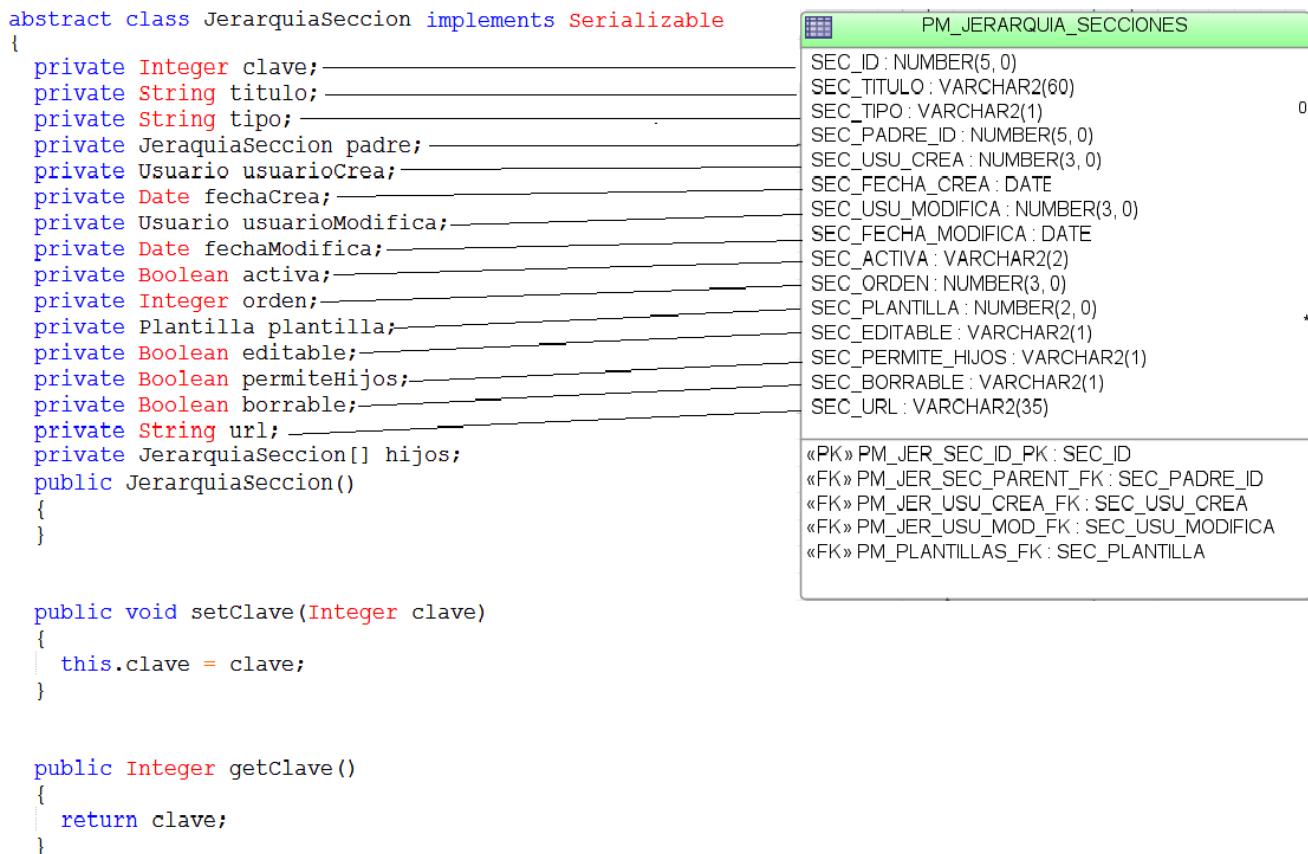 abstract class JerarquiaSeccion implements Serializable
{
private Integer clave;
private String titulo;
private String tipo;
private JeraquiaSeccion padre;
private Usuario usuarioCrea;
private Date fechaCrea;
private Usuario usuarioModifica;
private Date fechaModifica;
private Boolean activa;
private Integer orden;
private Plantilla plantilla;
private Boolean editable;
private Boolean permiteHijos;
private Boolean borrable;
private String url;
private JerarquiaSeccion[] hijos;
public JerarquiaSeccion()
{
}
public void setClave(Integer clave)
{
this.clave = clave;
}
public Integer getClave()
{
return clave;
}
PM_JERARQUIA_SECCIONES
SEC_ID : NUMBER(5, 0)
SEC_TITULO : VARCHAR2(60)
SEC_TIPO : VARCHAR2(1)
SEC_PADRE_ID : NUMBER(5, 0)
SEC_USU_CREA : NUMBER(3, 0)
SEC_FECHA_CREA : DATE
SEC_USU_MODIFICA : NUMBER(3, 0)
SEC_FECHA_MODIFICA : DATE
SEC_ACTIVA : VARCHAR2(2)
SEC_ORDEN : NUMBER(3, 0)
SEC_PLANTILLA : NUMBER(2, 0)
SEC_EDITABLE : VARCHAR2(1)
SEC_PERMITE_HIJOS : VARCHAR2(1)
SEC_BORRABLE : VARCHAR2(1)
SEC_URL : VARCHAR2(35)
«PK» PM_JER_SEC_ID_PK : SEC_ID
«FK» PM_JER_SEC_PARENT_FK : SEC_PADRE_ID
«FK» PM_JER_USU_CREA_FK : SEC_USU_CREA
«FK» PM_JER_USU_MOD_FK : SEC_USU_MODIFICA
«FK» PM_PLANTILLAS_FK : SEC_PLANTILLA
0
*